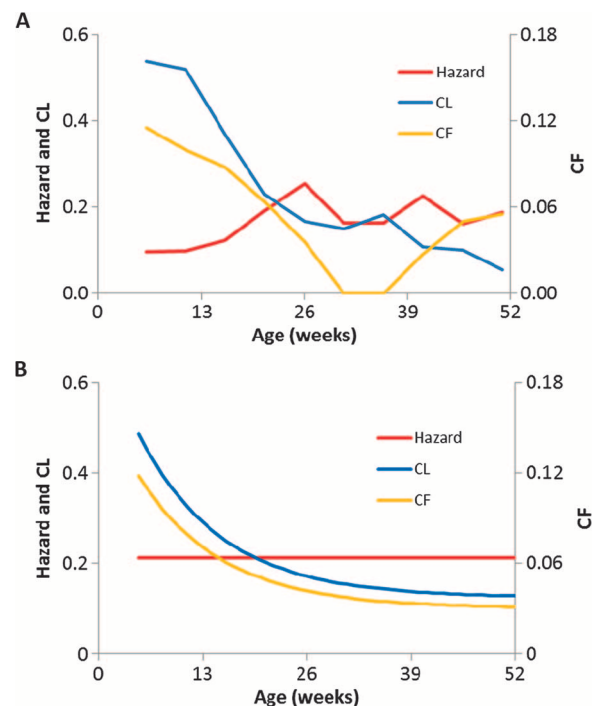 A
0.6
0.4
0.2
0.0
Hazard and CL
0.18
0.12
0.06
0.00
CF
Hazard
CL
CF
0
13
26
39
52
Age (weeks)
B
0.6
0.4
0.2
0
Hazard and CL
0.18
0.12
0.06
0
CF
Hazard
CL
CF
0
13
26
39
52
Age (weeks)